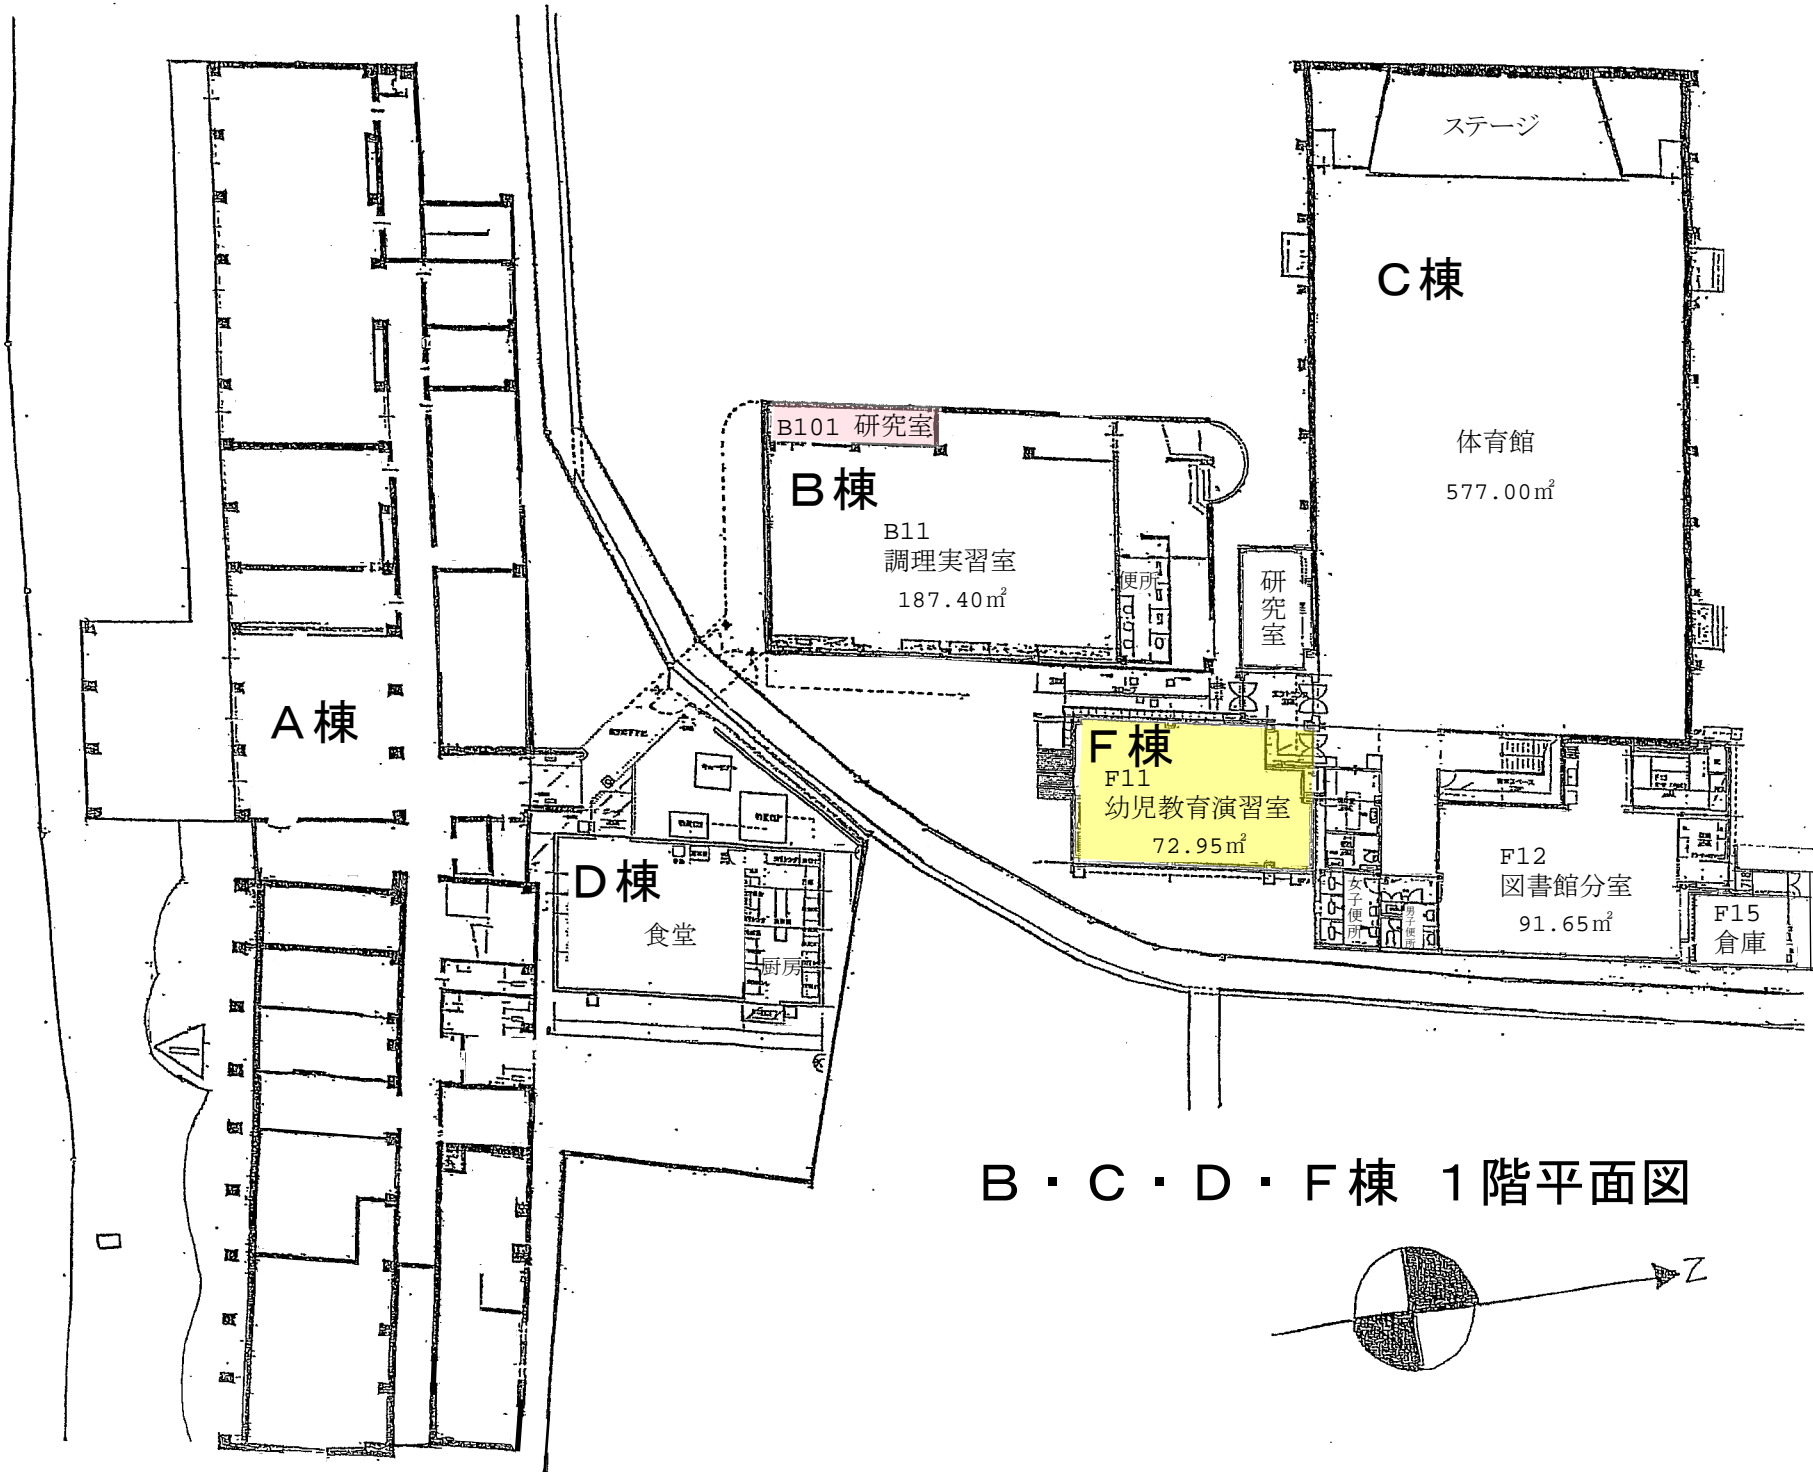 ステージ
C棟
体育館
577.00㎡
B101 研究室
B棟
B11
調理実習室
187.40㎡
便所
研究室
A棟
F棟
F11
幼児教育演習室
72.95㎡
D棟
食堂
厨房
女子便所
男子便所
F12
図書館分室
91.65㎡
F15
倉庫
B・C・D・F棟 1階平面図
Z